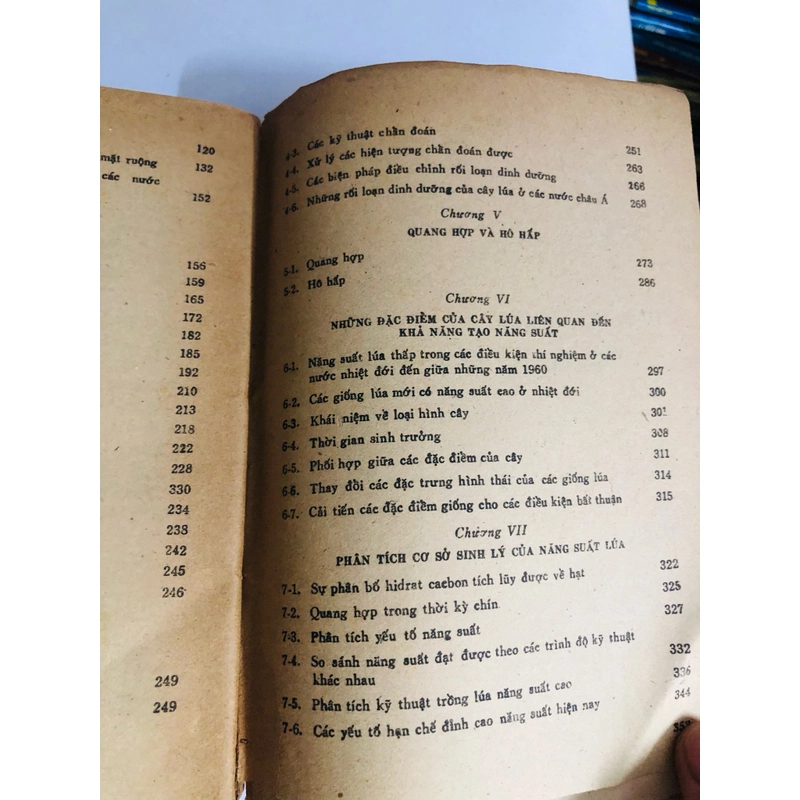 120
mặt ruộng 132
các nước
152
156
159
165
172
182
185
192
210
213
218
222
228
330
234
238
242
245
246
249
249
4-3. Các kỹ thuật chẩn đoán 251
4-4. Xử lý các hiện tượng chẩn đoán được 263
4-5. Các biện pháp điều chỉnh rối loạn dinh dưỡng 266
4-6. Những rối loạn dinh dưỡng của cây lúa ở các nước châu Á 268
Chương V
QUANG HỢP VÀ HÔ HẤP
5-1. Quang hợp 273
5-2. Hô hấp 286
Chương VI
NHỮNG ĐẶC ĐIỂM CỦA CÂY LÚA LIÊN QUAN ĐẾN
KHẢ NĂNG TẠO NĂNG SUẤT
6-1. Năng suất lúa thấp trong các điều kiện thí nghiệm ở các
nước nhiệt đới đến giữa những năm 1960 297
6-2. Các giống lúa mới có năng suất cao ở nhiệt đới 300
6-3. Khái niệm về loại hình cây 301
6-4. Thời gian sinh trưởng 308
6-5. Phối hợp giữa các đặc điểm của cây 311
6-6. Thay đổi các đặc trưng hình thái của các giống lúa 314
6-7. Cải tiến các đặc điểm giống cho các điều kiện bất thuận 315
Chương VII
PHÂN TÍCH CƠ SỞ SINH LÝ CỦA NĂNG SUẤT LÚA
7-1. Sự phân bố hidrat cacbon tích lũy được về hạt 322
7-2. Quang hợp trong thời kỳ chín 325
7-3. Phân tích yếu tố năng suất 327
7-4. So sánh năng suất đạt được theo các trình độ kỹ thuật
khác nhau 332
7-5. Phân tích kỹ thuật trồng lúa năng suất cao 336
7-6. Các yếu tố hạn chế đỉnh cao năng suất hiện nay 344